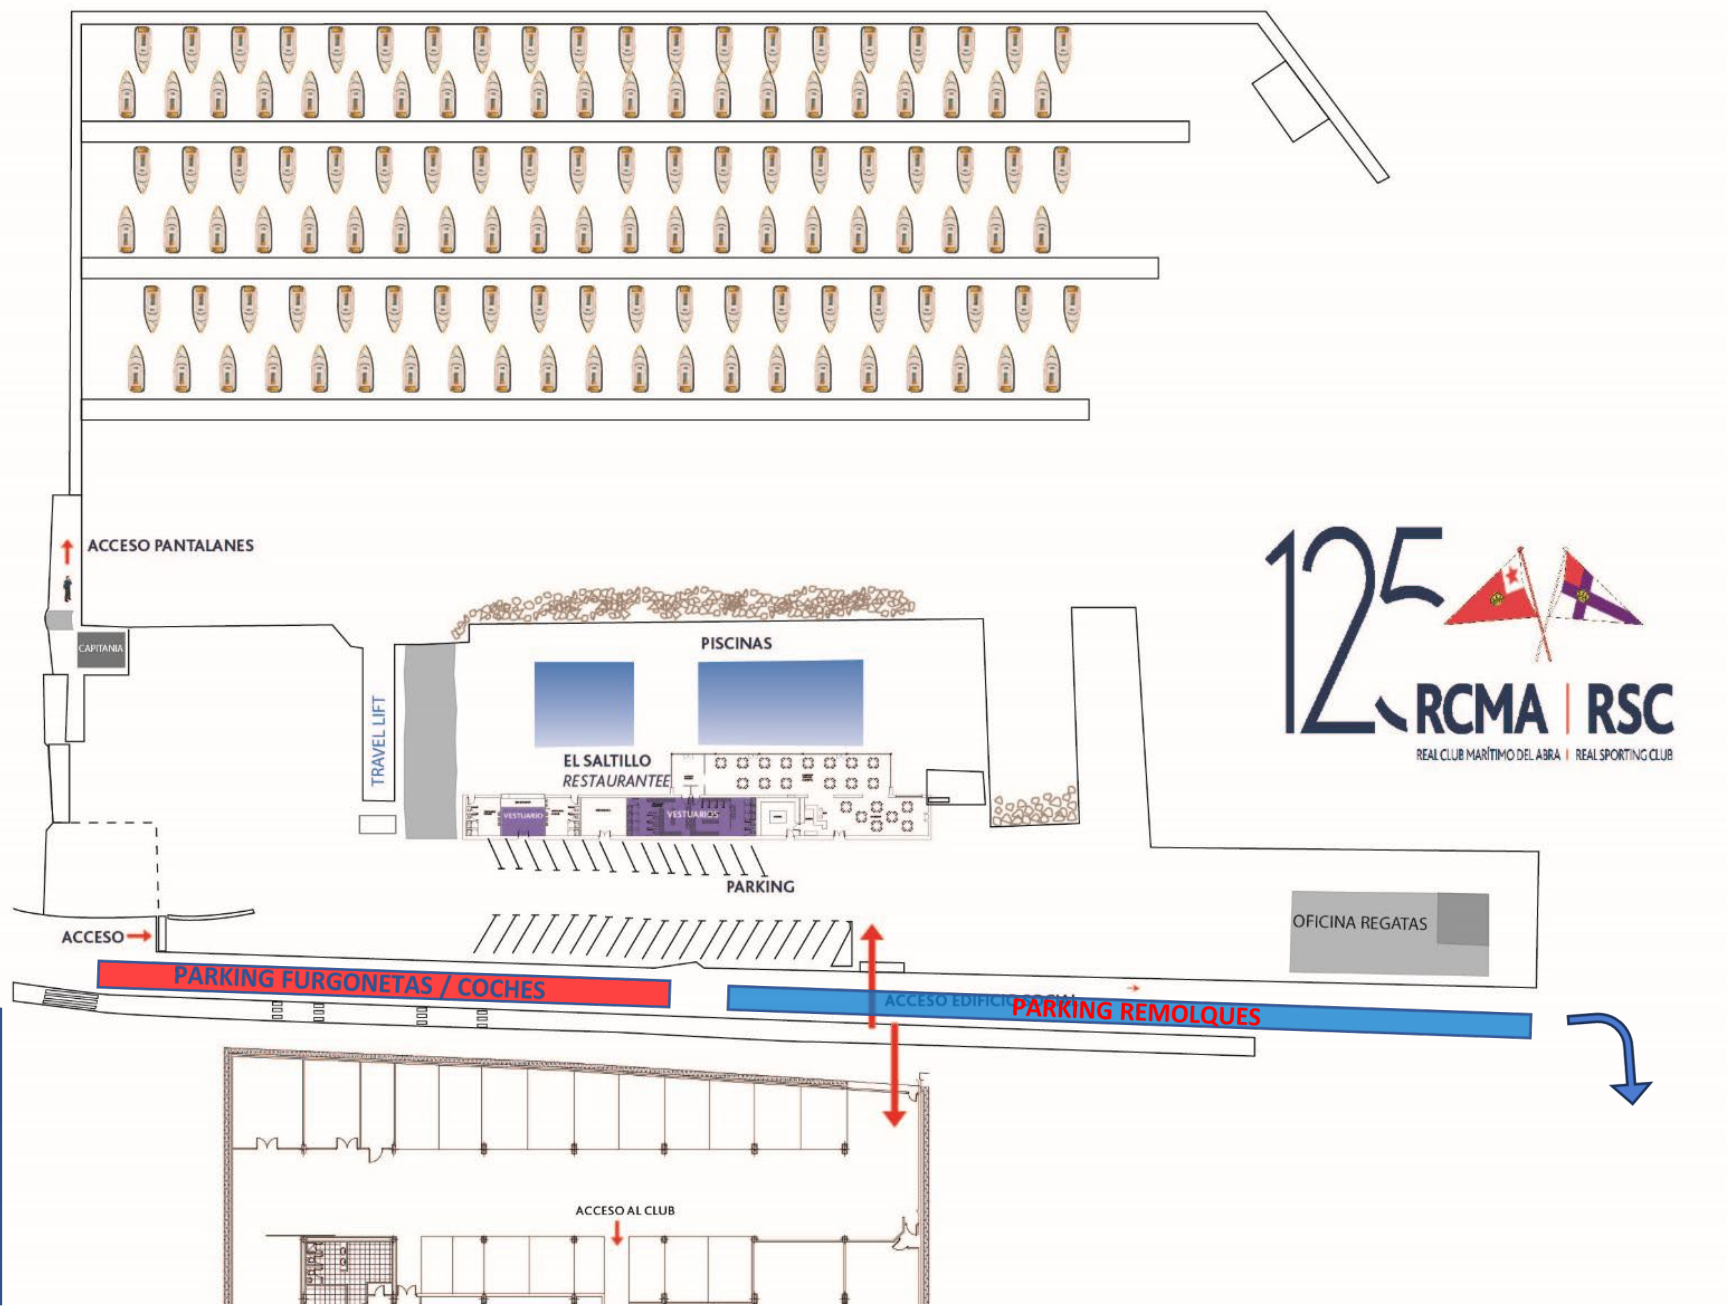 ACCESO PANTALANES
CAPITANIA
TRAVEL LIFT
PISCINAS
EL SALTILLO
RESTAURANTEE
VESTUARIO
VESTUARIOS
PARKING
125
RCMA | RSC
REAL CLUB MARÍTIMO DEL ABRA | REAL SPORTING CLUB
OFICINA REGATAS
ACCESO
PARKING FURGONETAS / COCHES
ACCESO EDIFICIO SOCIAL
PARKING REMOLQUES
ACCESO AL CLUB